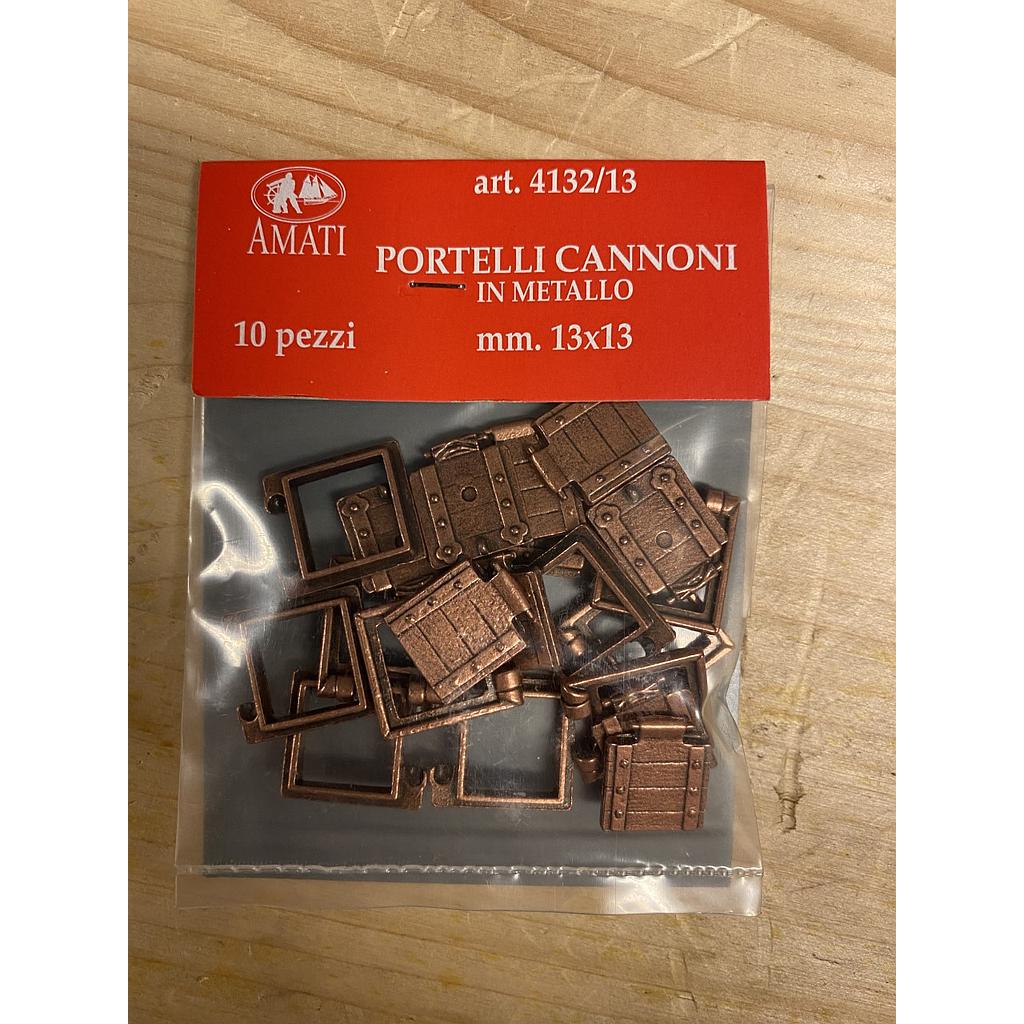 art. 4132/13
AMATI
PORTELLI CANNONI
IN METALLO
10 pezzi
mm. 13x13